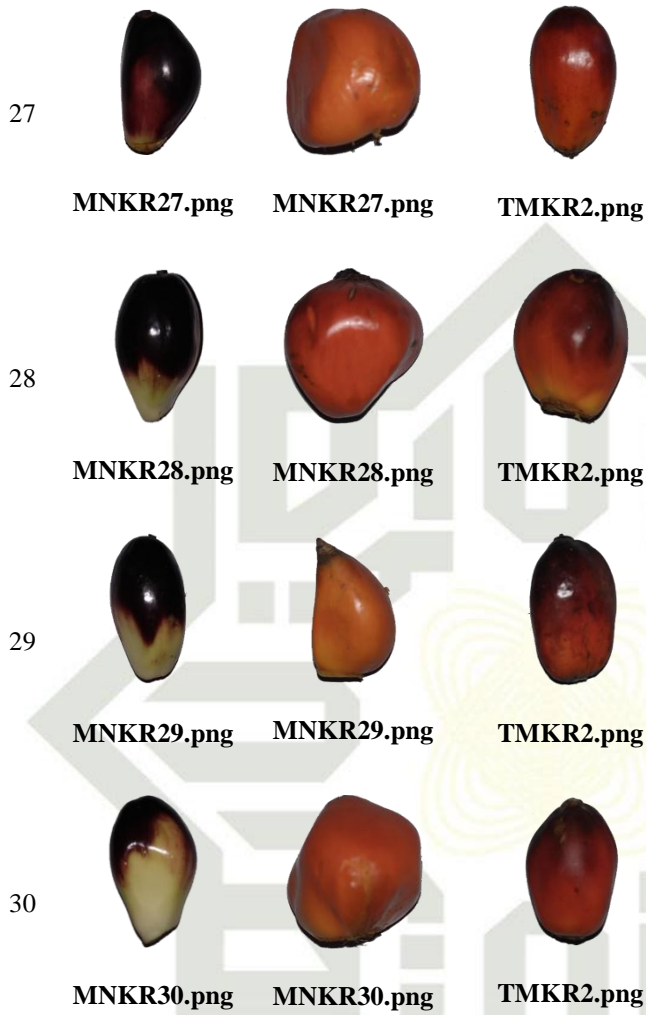 27
MNKR27.png MNKR27.png TMKR2.png
28
MNKR28.png MNKR28.png TMKR2.png
29
MNKR29.png MNKR29.png TMKR2.png
30
MNKR30.png MNKR30.png TMKR2.png